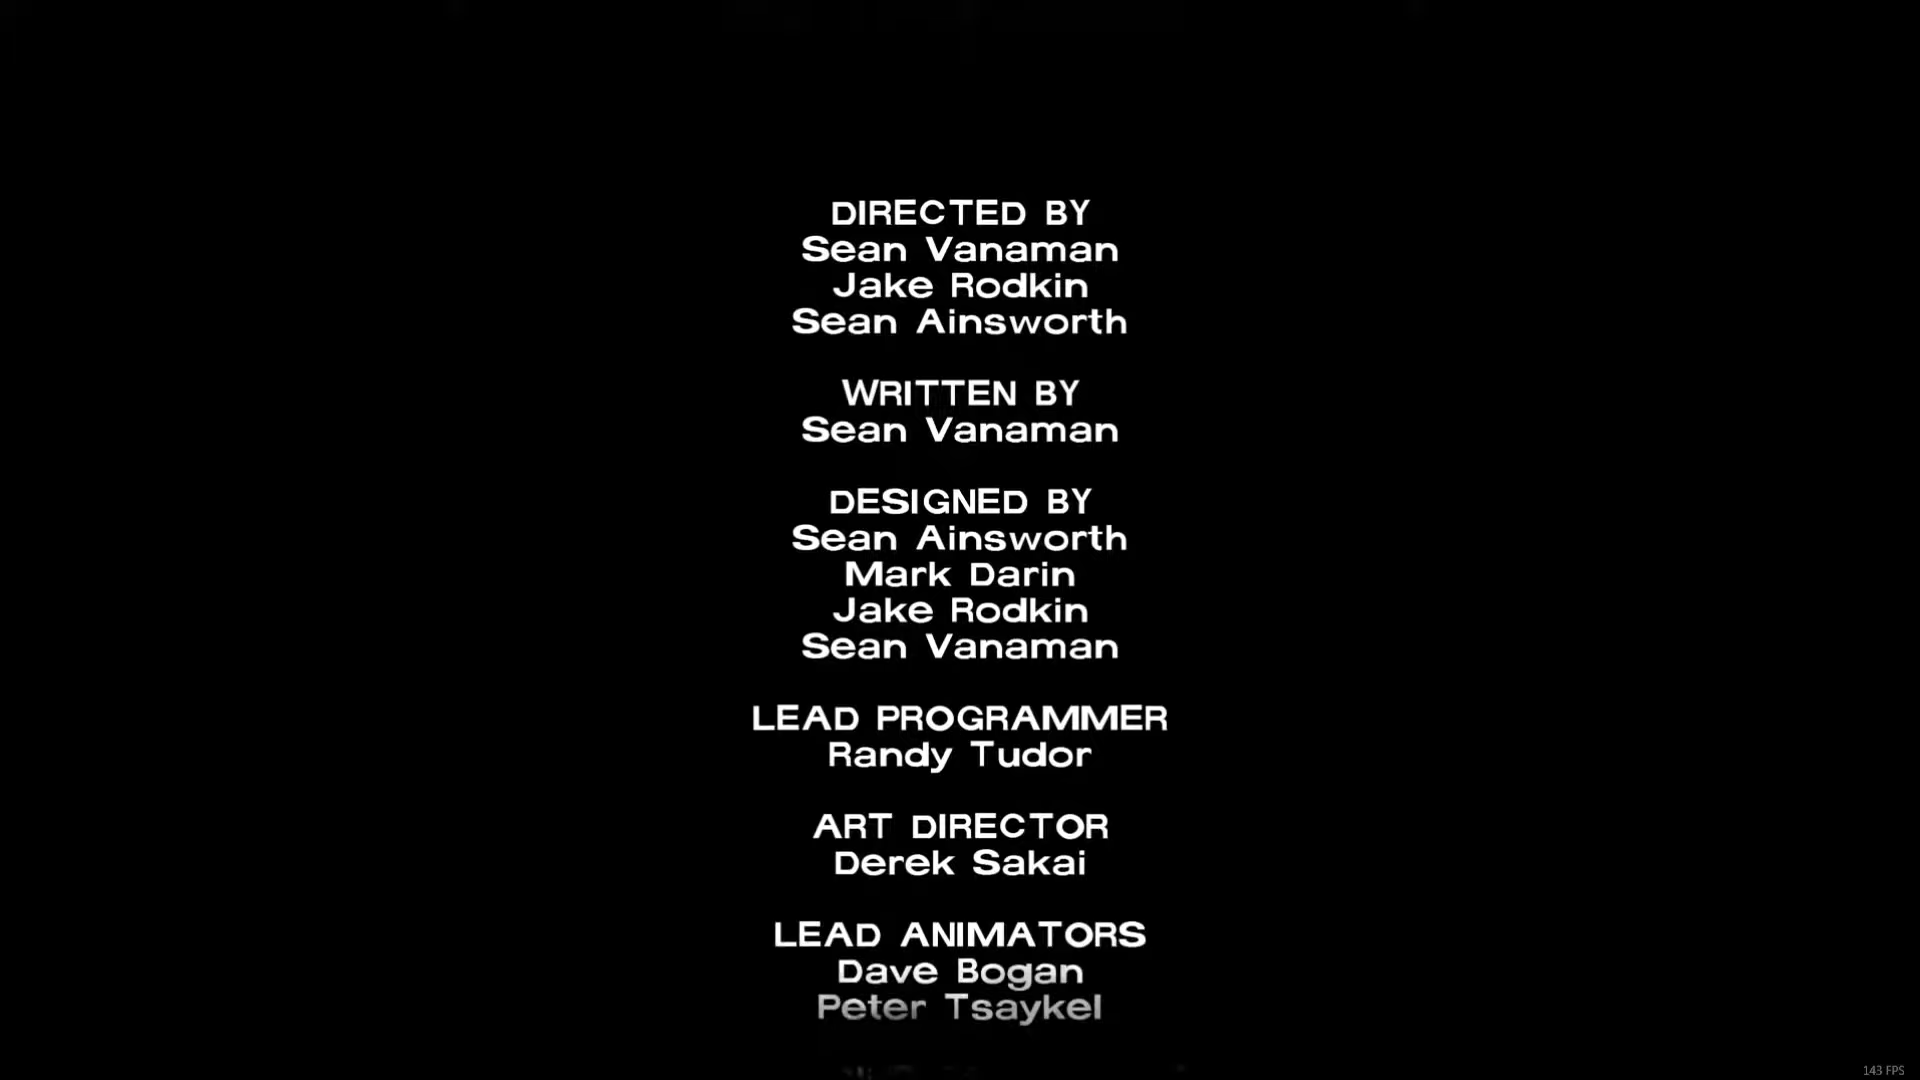 DIRECTED BY
Sean Vanaman
Jake Rodkin
Sean Ainsworth
WRITTEN BY
Sean Vanaman
DESIGNED BY
Sean Ainsworth
Mark Darin
Jake Rodkin
Sean Vanaman
LEAD PROGRAMMER
Randy Tudor
ART DIRECTOR
Derek Sakai
LEAD ANIMATORS
Dave Bogan
Peter Tsaykel
143 FPS